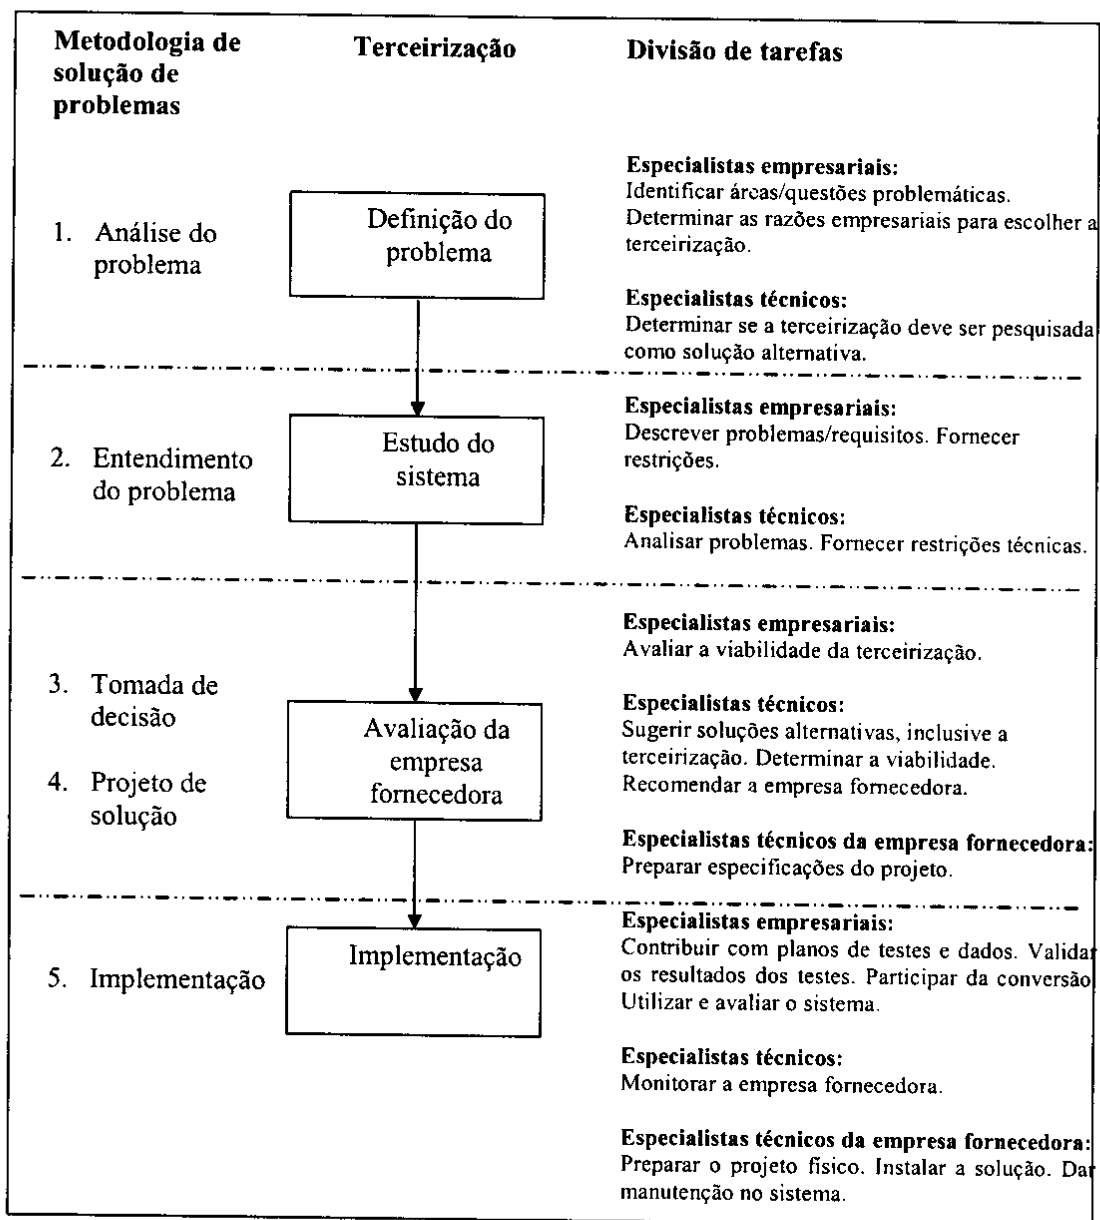 Metodologia de
solução de
problemas
Terceirização
Divisão de tarefas
1. Análise do
problema
Definição do
problema
Especialistas empresariais:
Identificar áreas/questões problemáticas.
Determinar as razões empresariais para escolher a
terceirização.
Especialistas técnicos:
Determinar se a terceirização deve ser pesquisada
como solução alternativa.
2. Entendimento
do problema
Estudo do
sistema
Especialistas empresariais:
Descrever problemas/requisitos. Fornecer
restrições.
Especialistas técnicos:
Analisar problemas. Fornecer restrições técnicas.
3. Tomada de
decisão
4. Projeto de
solução
Avaliação da
empresa
fornecedora
Especialistas empresariais:
Avaliar a viabilidade da terceirização.
Especialistas técnicos:
Sugerir soluções alternativas, inclusive a
terceirização. Determinar a viabilidade.
Recomendar a empresa fornecedora.
Especialistas técnicos da empresa fornecedora:
Preparar especificações do projeto.
5. Implementação
Implementação
Especialistas empresariais:
Contribuir com planos de testes e dados. Validar
os resultados dos testes. Participar da conversão
Utilizar e avaliar o sistema.
Especialistas técnicos:
Monitorar a empresa fornecedora.
Especialistas técnicos da empresa fornecedora:
Preparar o projeto físico. Instalar a solução. Dar
manutenção no sistema.